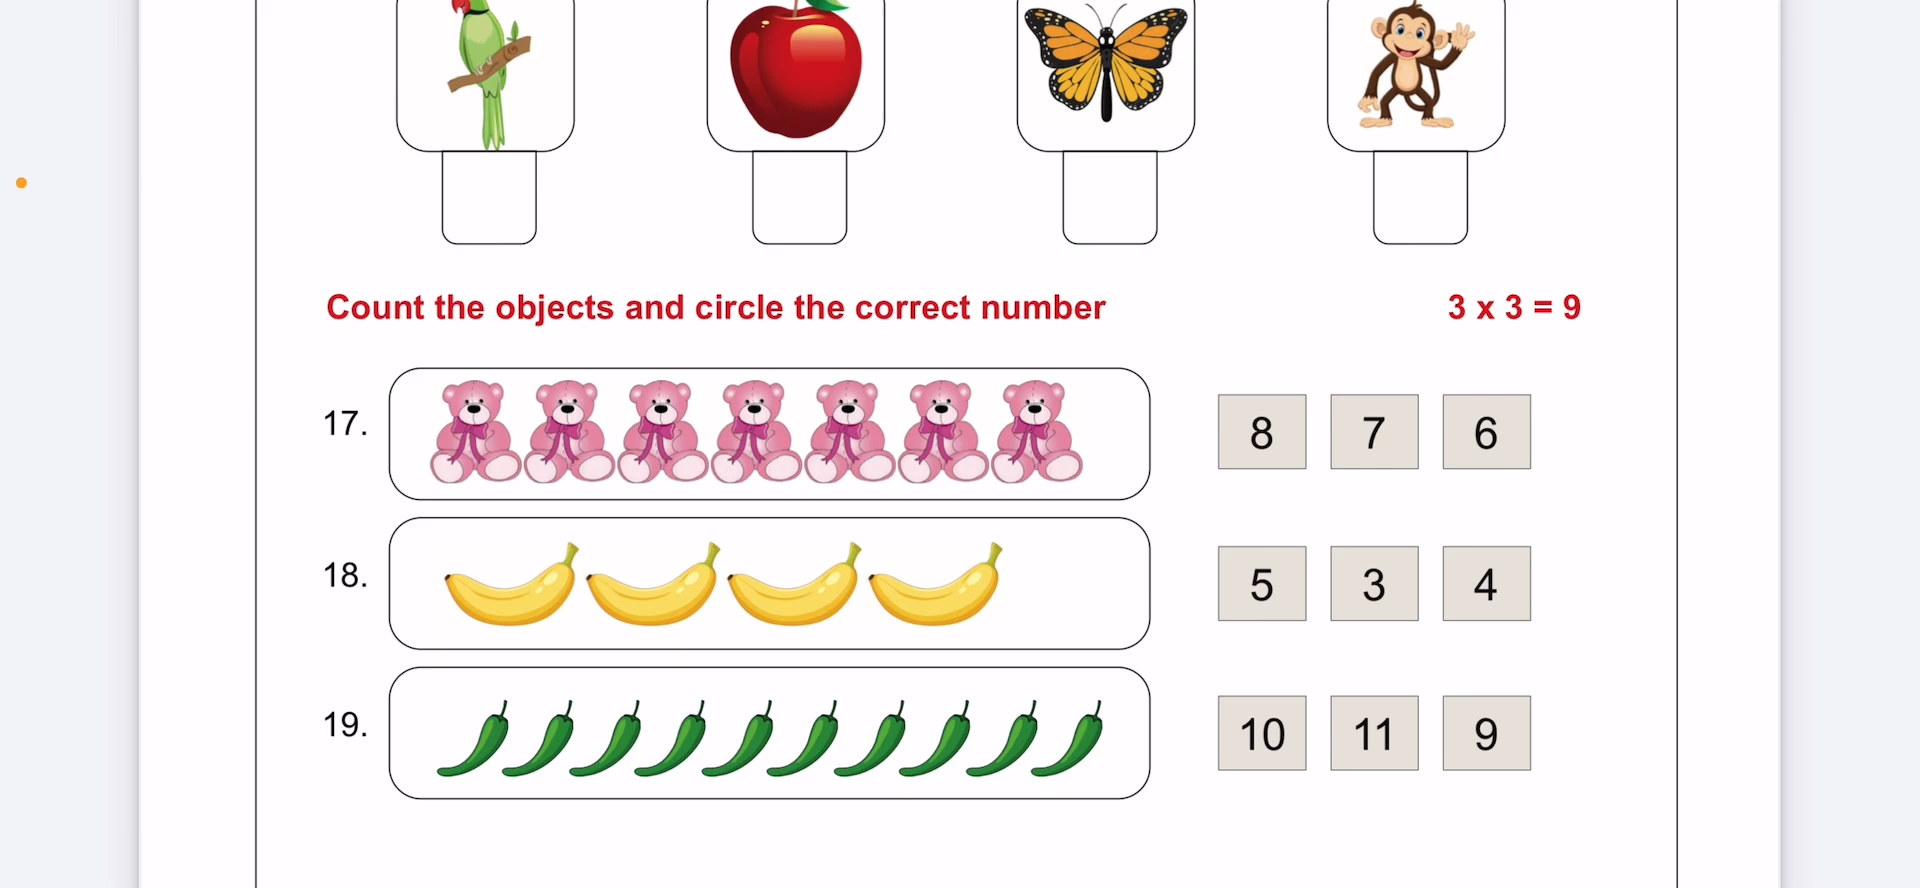 Count the objects and circle the correct number 3 x 3 = 9
17. 8 7 6
18. 5 3 4
19. 10 11 9